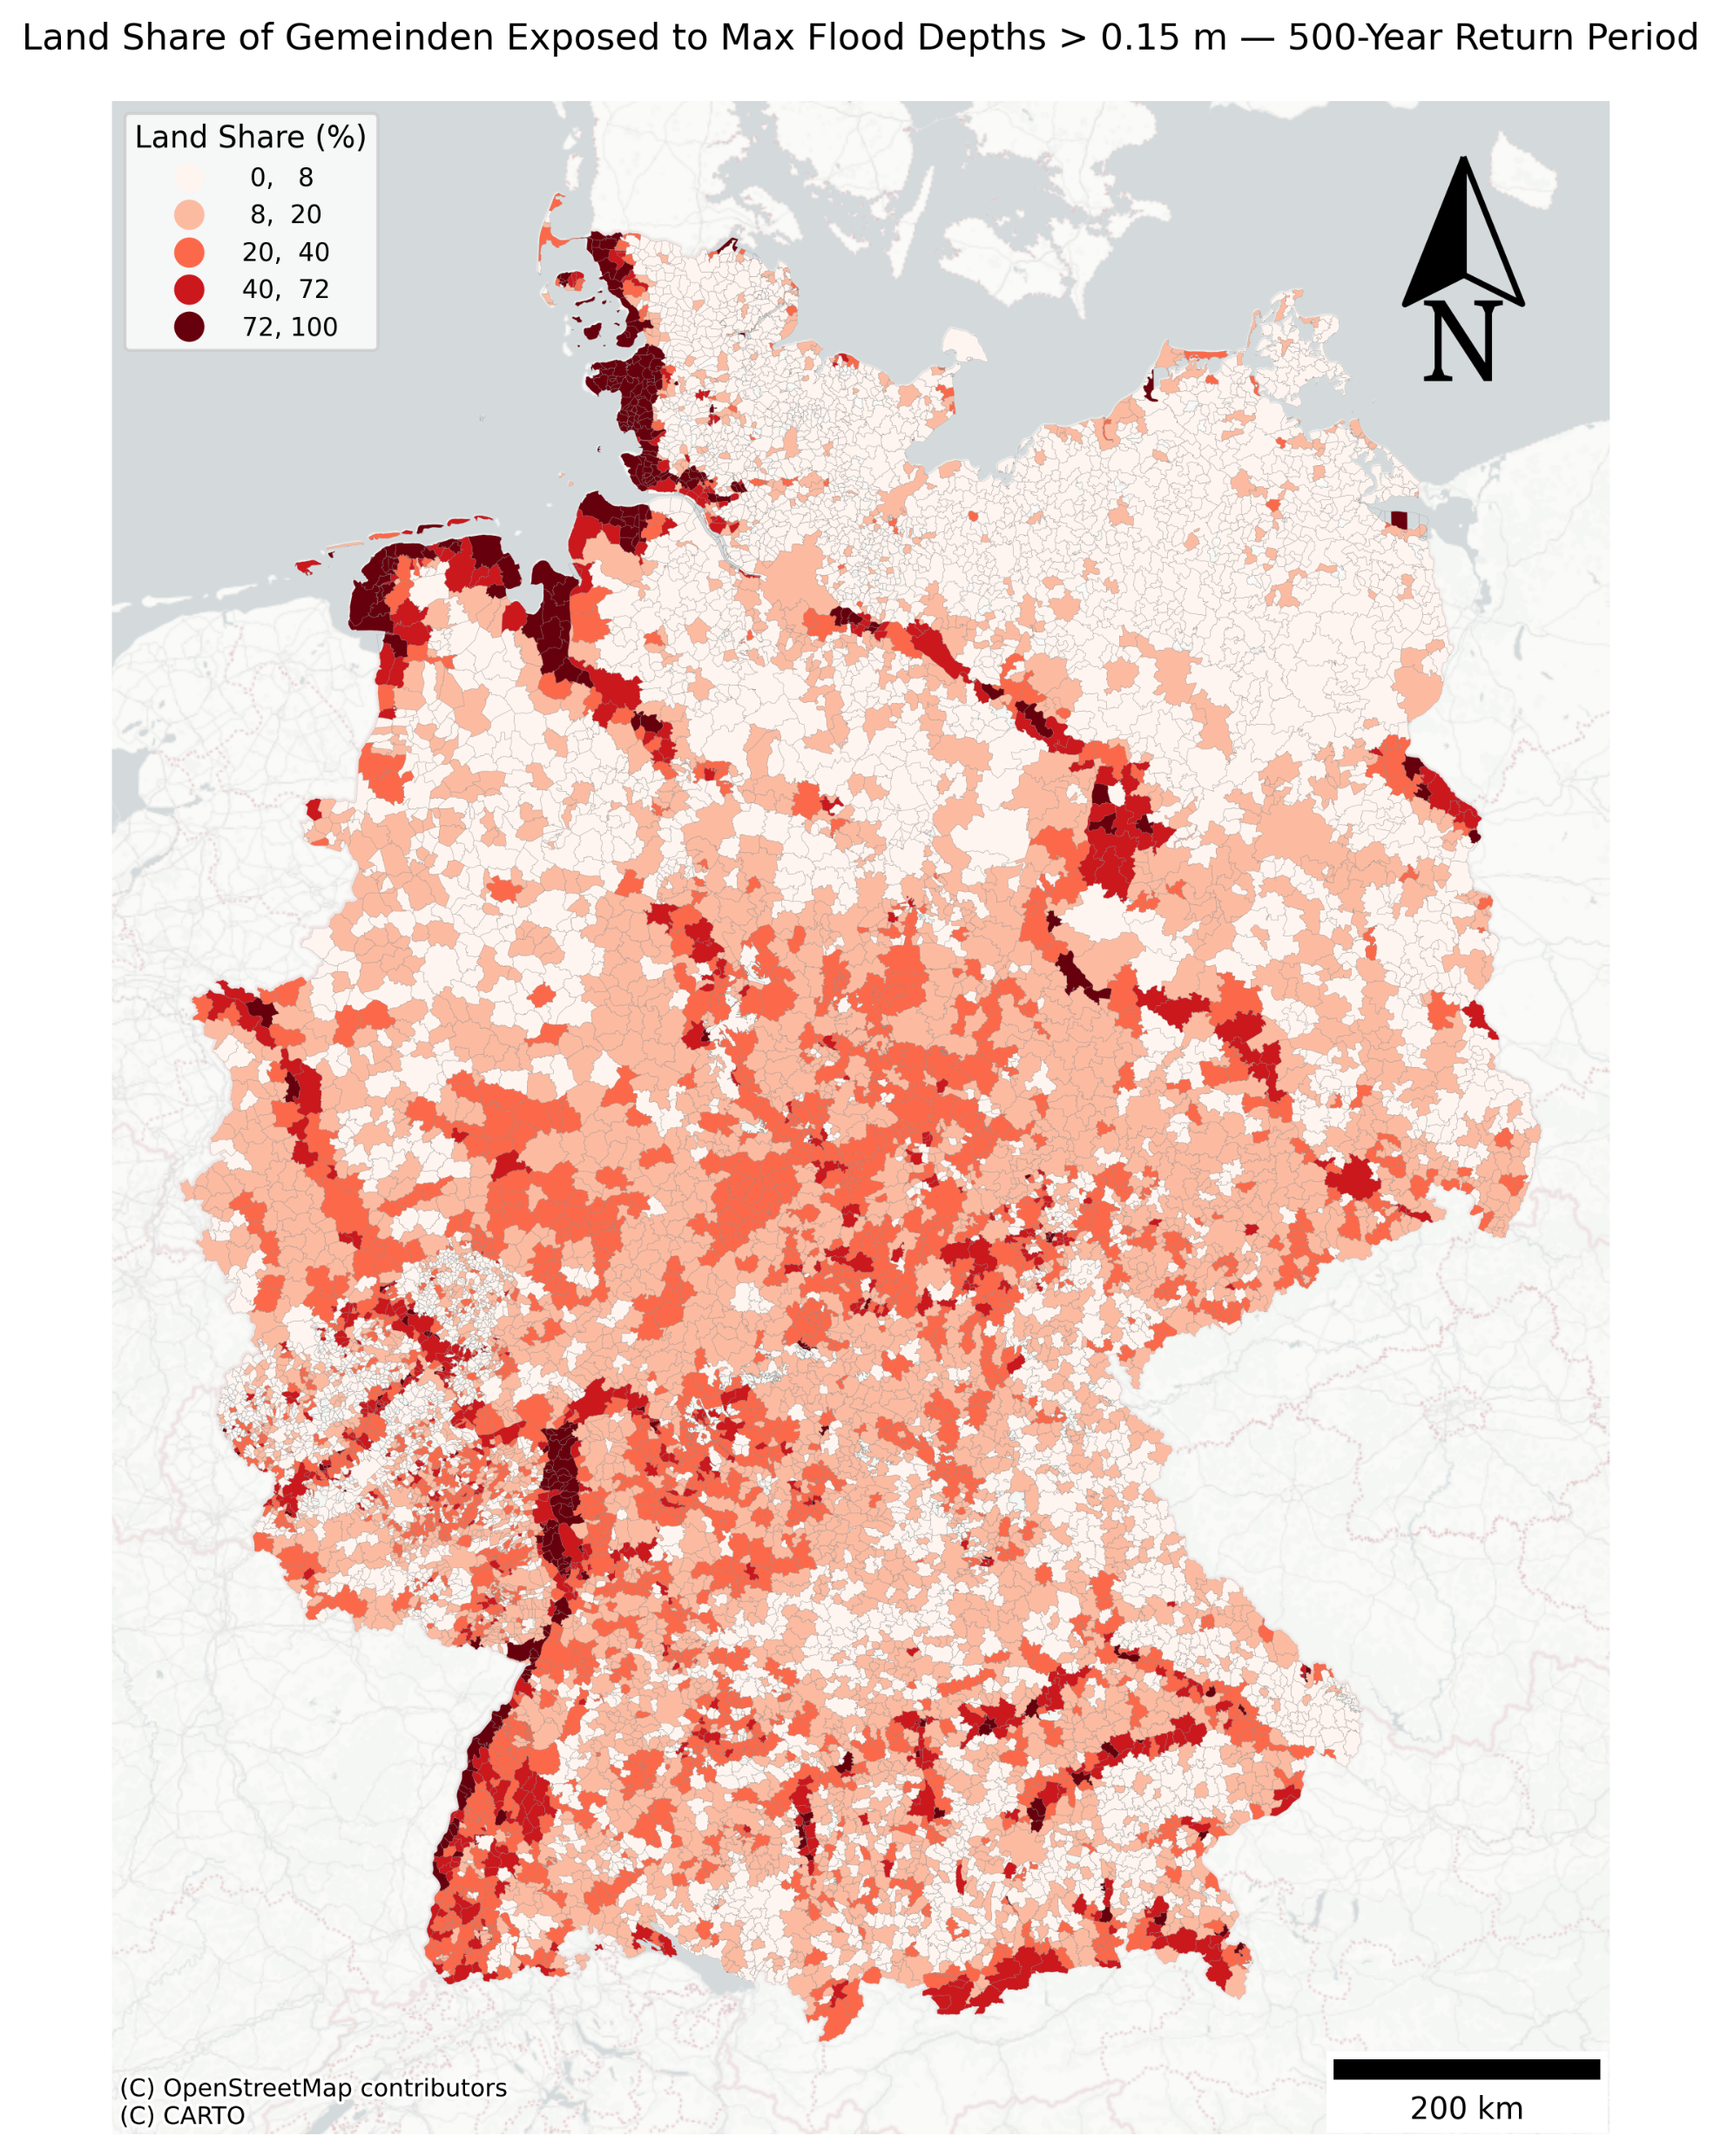 Land Share of Gemeinden Exposed to Max Flood Depths > 0.15 m — 500-Year Return Period
Land Share (%)
0, 8
8, 20
20, 40
40, 72
72, 100
N
(C) OpenStreetMap contributors
(C) CARTO
200 km